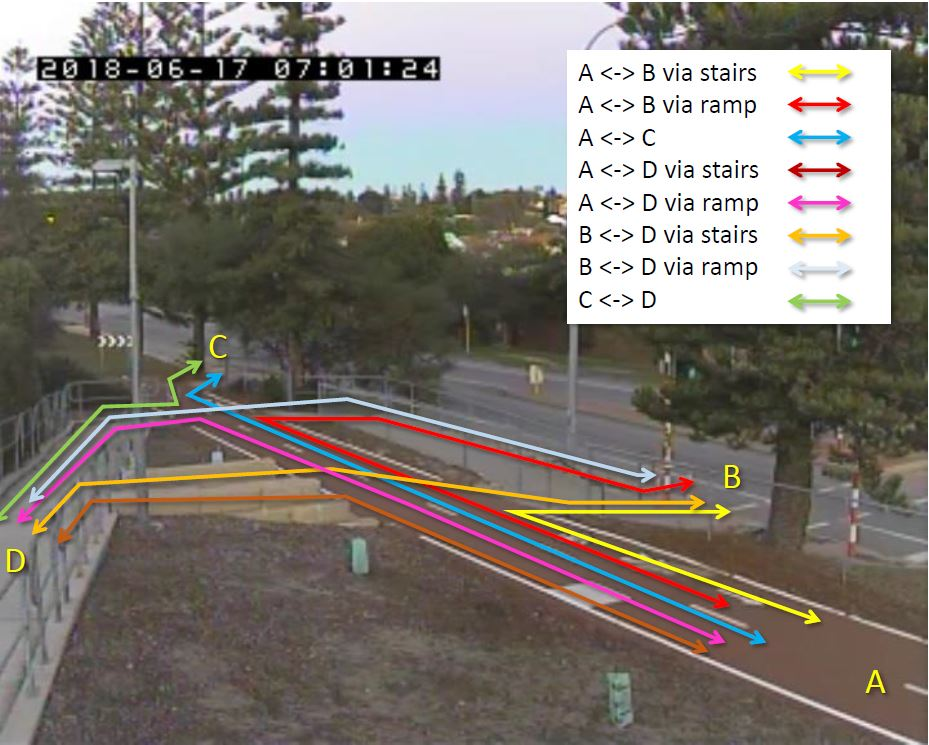 2018-06-17 07:01:24
A <-> B via stairs
A <-> B via ramp
A <-> C
A <-> D via stairs
A <-> D via ramp
B <-> D via stairs
B <-> D via ramp
C <-> D
C
B
D
A